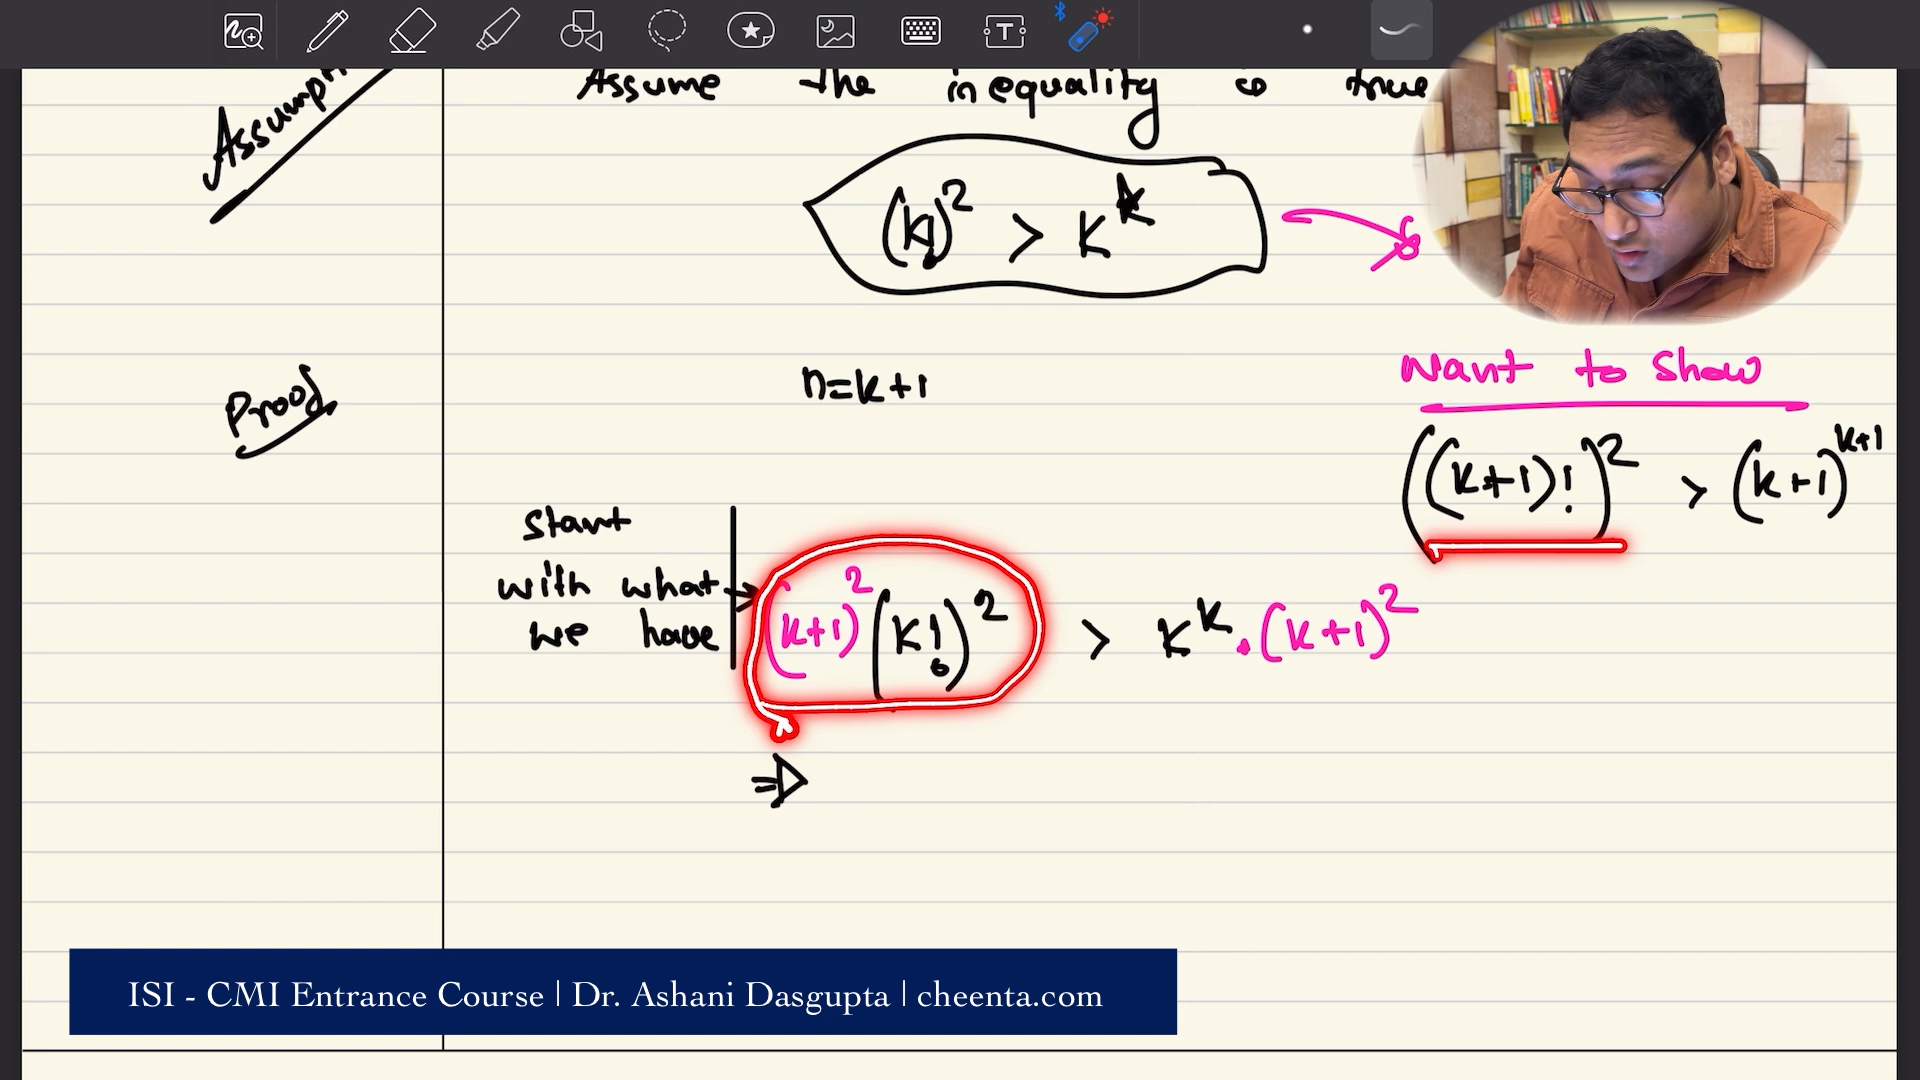 Assumpt
Assume the inequality is true
(k!)² > k^k
Proof
n=k+1
Want to show
((k+1)!)² > (k+1)^{k+1}
Start
with what
we have
(k+1)² (k!)² > k^k . (k+1)²
⇒
ISI - CMI Entrance Course | Dr. Ashani Dasgupta | cheenta.com